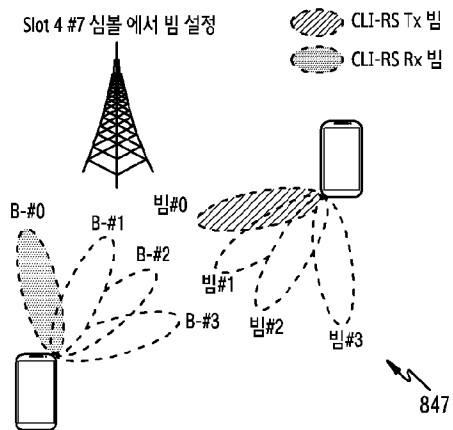 Slot 4 #7 심볼 에서 빔 설정
CLI-RS Tx 빔
CLI-RS Rx 빔
빔#0
빔#1
빔#2
빔#3
B-#0
B-#1
B-#2
B-#3
847